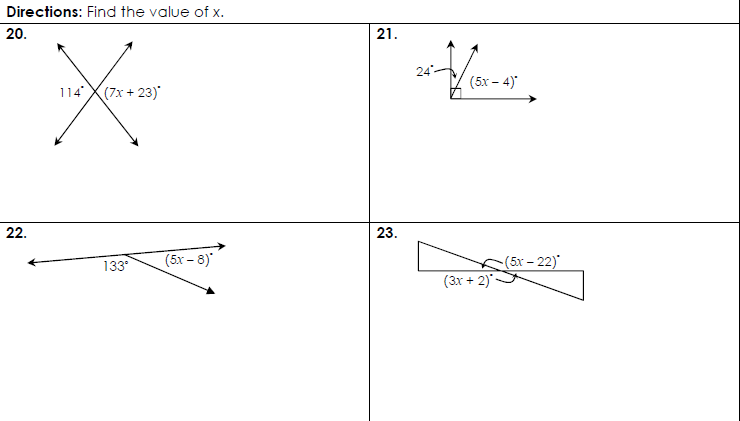 Directions: Find the value of x.
20.
114°
(7x + 23)°
21.
24°
(5x – 4)°
22.
133°
(5x – 8)°
23.
(5x – 22)°
(3x + 2)°